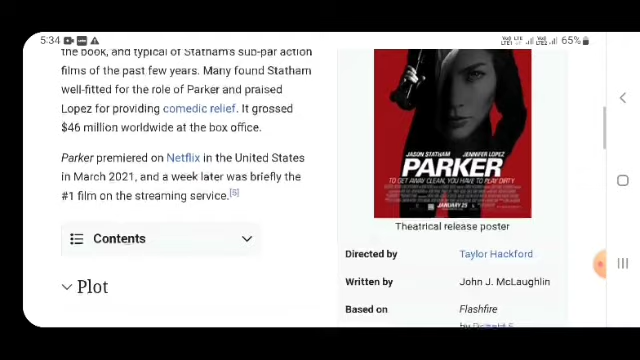 5:34
65%
the book, and typical of Statham's sub-par action
films of the past few years. Many found Statham
well-fitted for the role of Parker and praised
Lopez for providing comedic relief. It grossed
$46 million worldwide at the box office.
Parker premiered on Netflix in the United States
in March 2021, and a week later was briefly the
#1 film on the streaming service.
Contents
Plot
JASON STATHAM JENNIFER LOPEZ
PARKER
TO GET AWAY CLEAN, YOU HAVE TO PLAY DIRTY
JANUARY 25
Theatrical release poster
Directed by Taylor Hackford
Written by John J. McLaughlin
Based on Flashfire